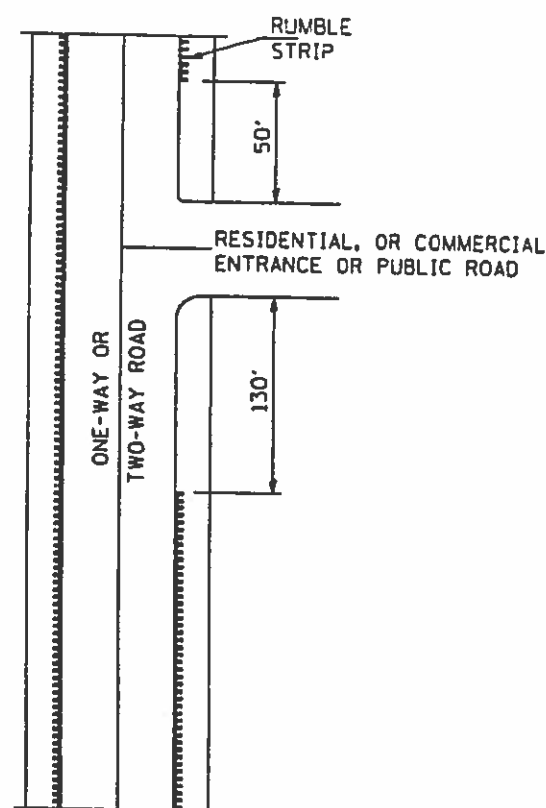 RUMBLE
STRIP
50'
RESIDENTIAL, OR COMMERCIAL
ENTRANCE OR PUBLIC ROAD
ONE-WAY OR
TWO-WAY ROAD
130'